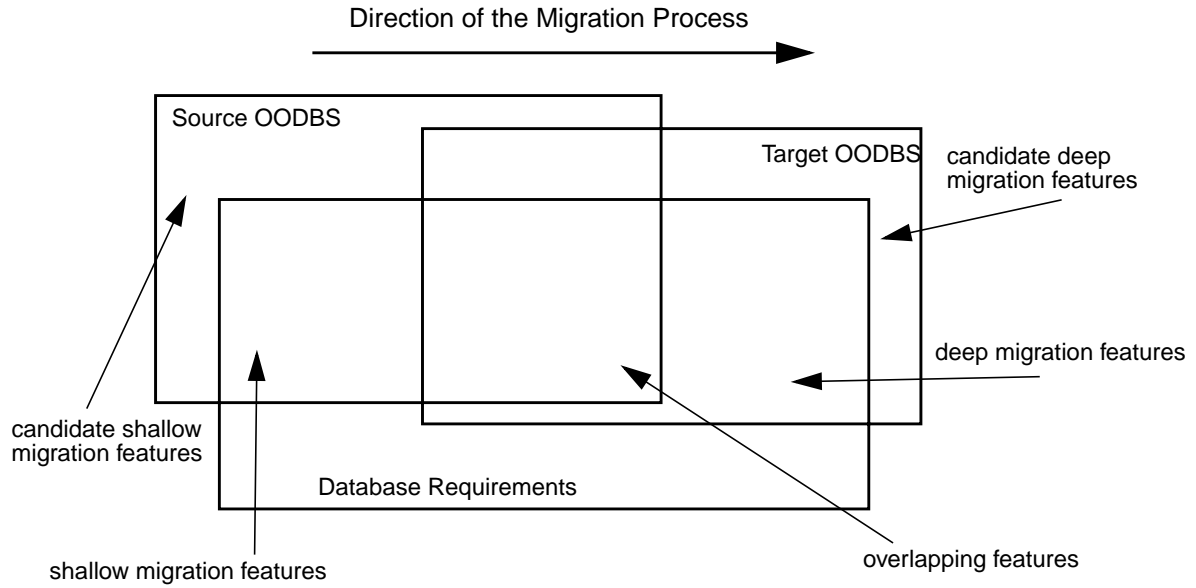 Direction of the Migration Process
Source OODBS
Target OODBS
candidate deep
migration features
deep migration features
candidate shallow
migration features
Database Requirements
shallow migration features
overlapping features